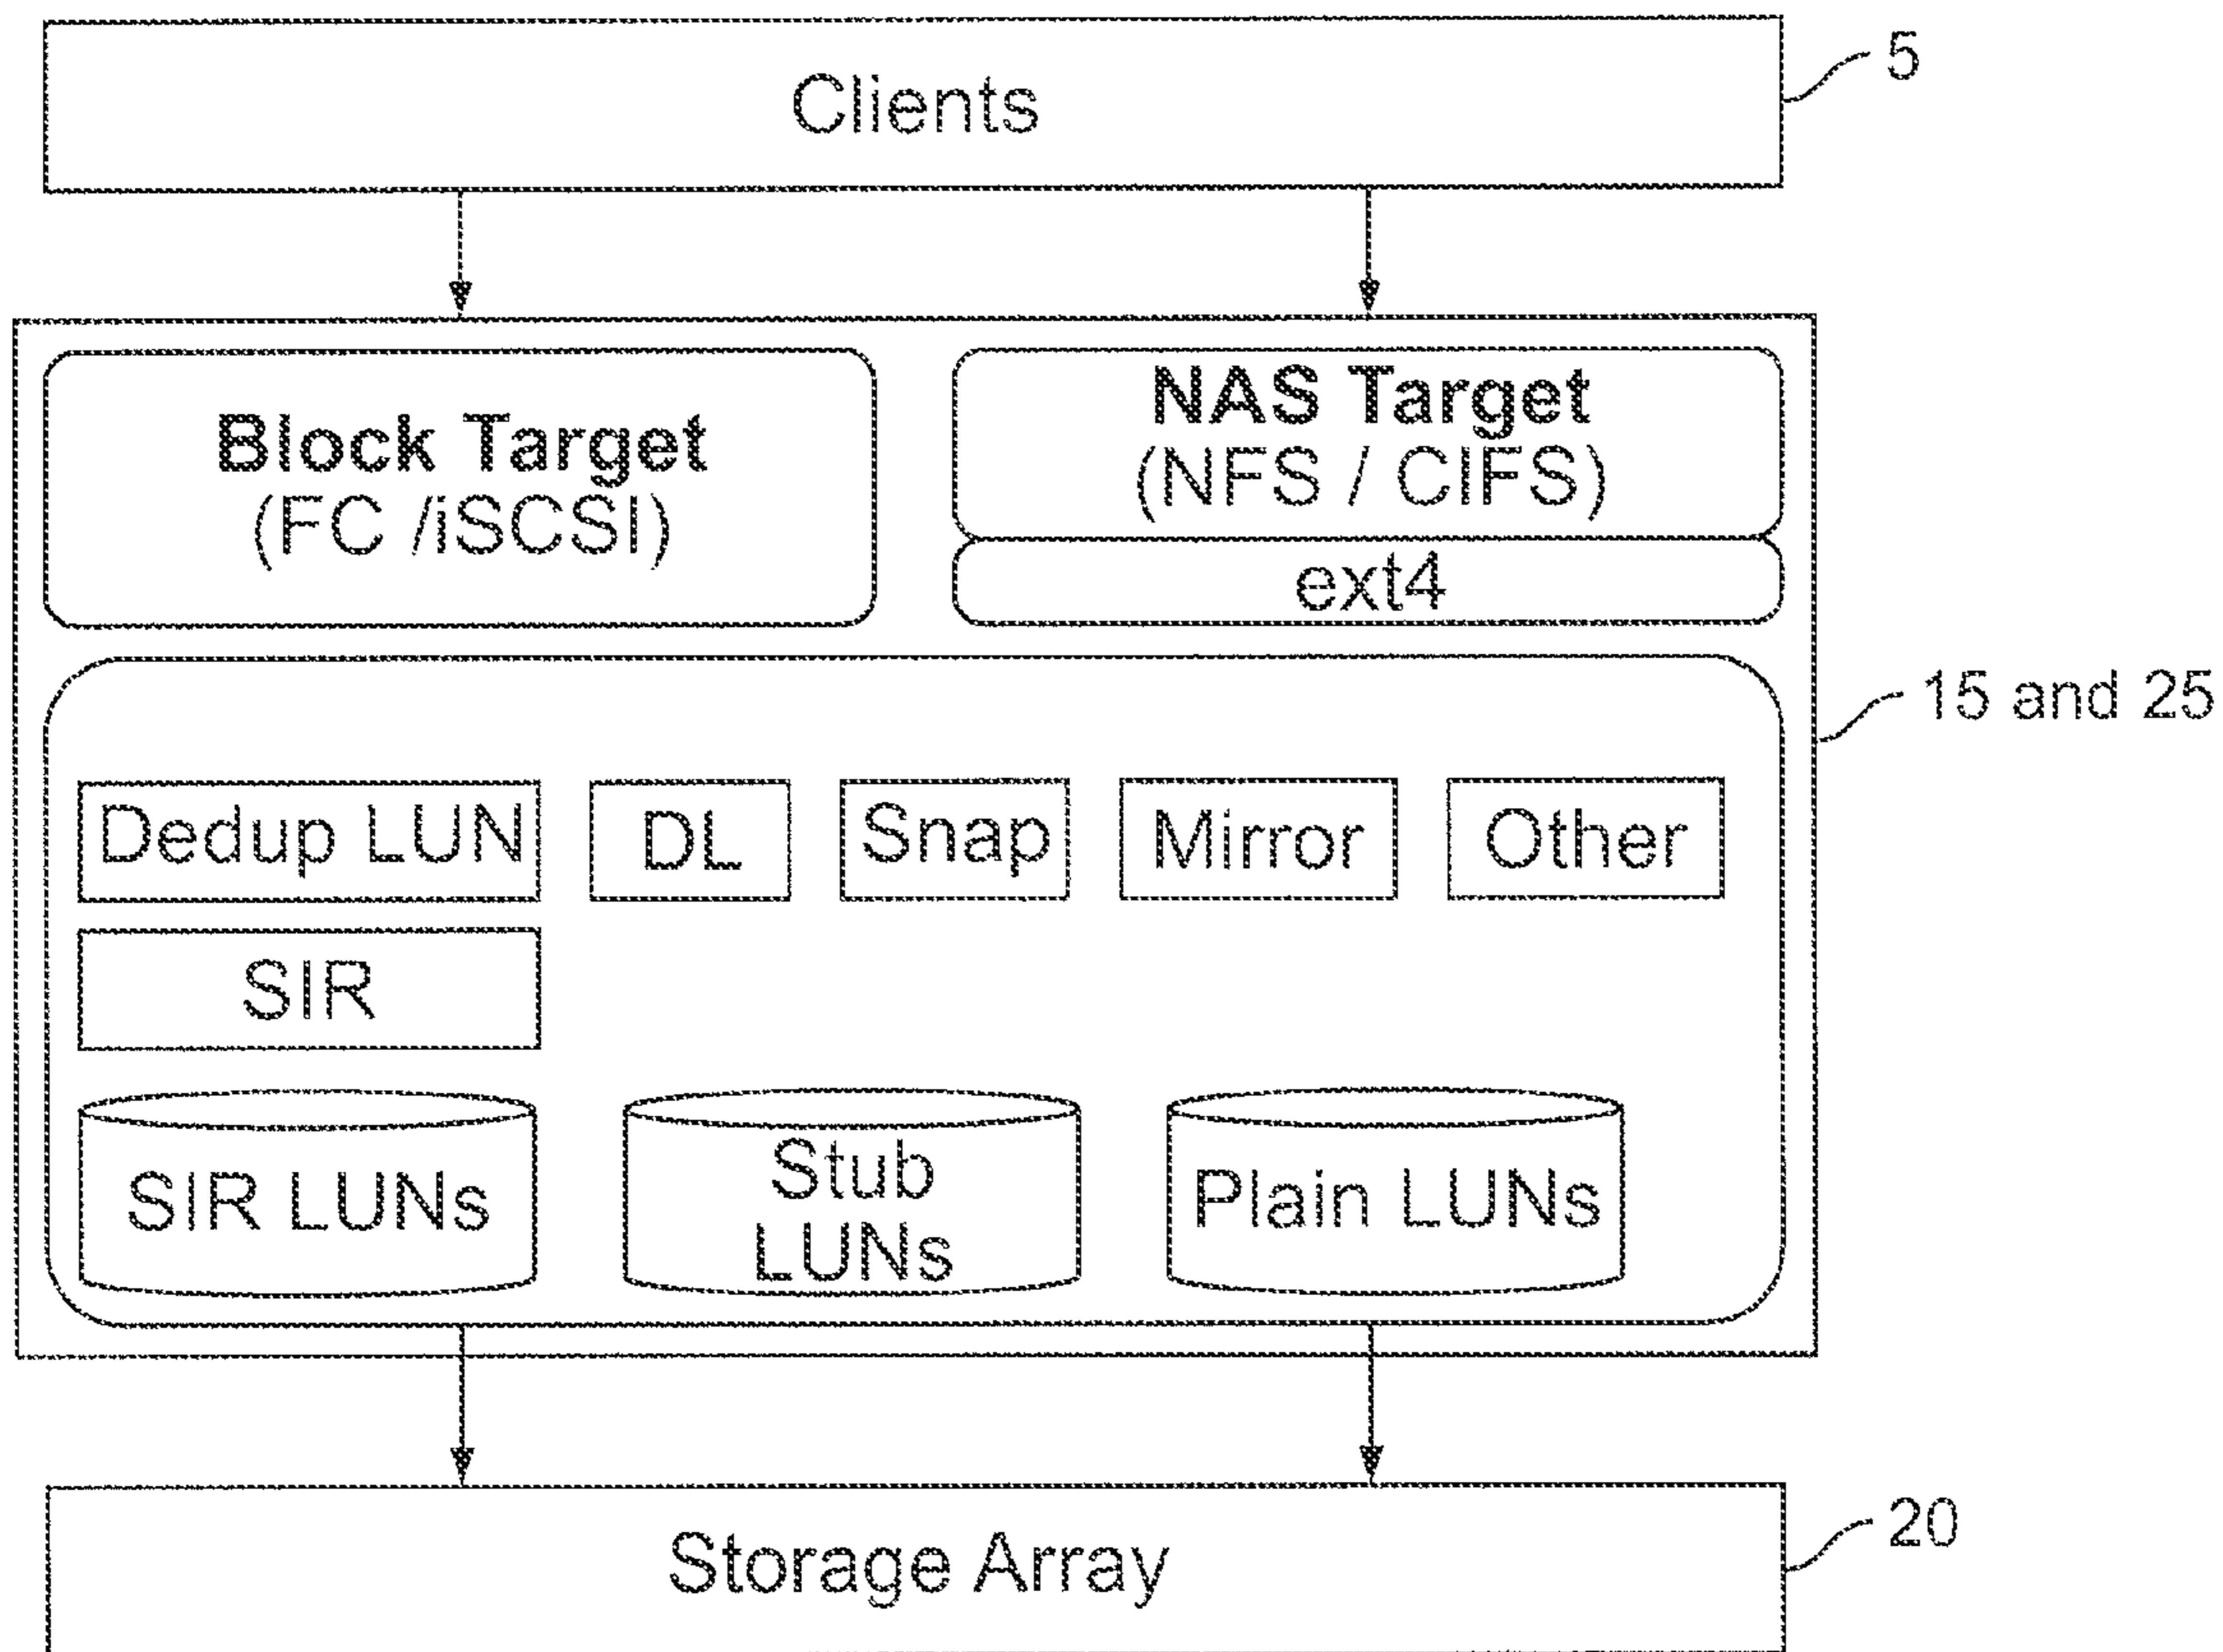 Clients
5
Block Target
(FC /iSCSI)
NAS Target
(NFS / CIFS)
ext4
15 and 25
Dedup LUN
DL
Snap
Mirror
Other
SIR
SIR LUNs
Stub
LUNs
Plain LUNs
Storage Array
20